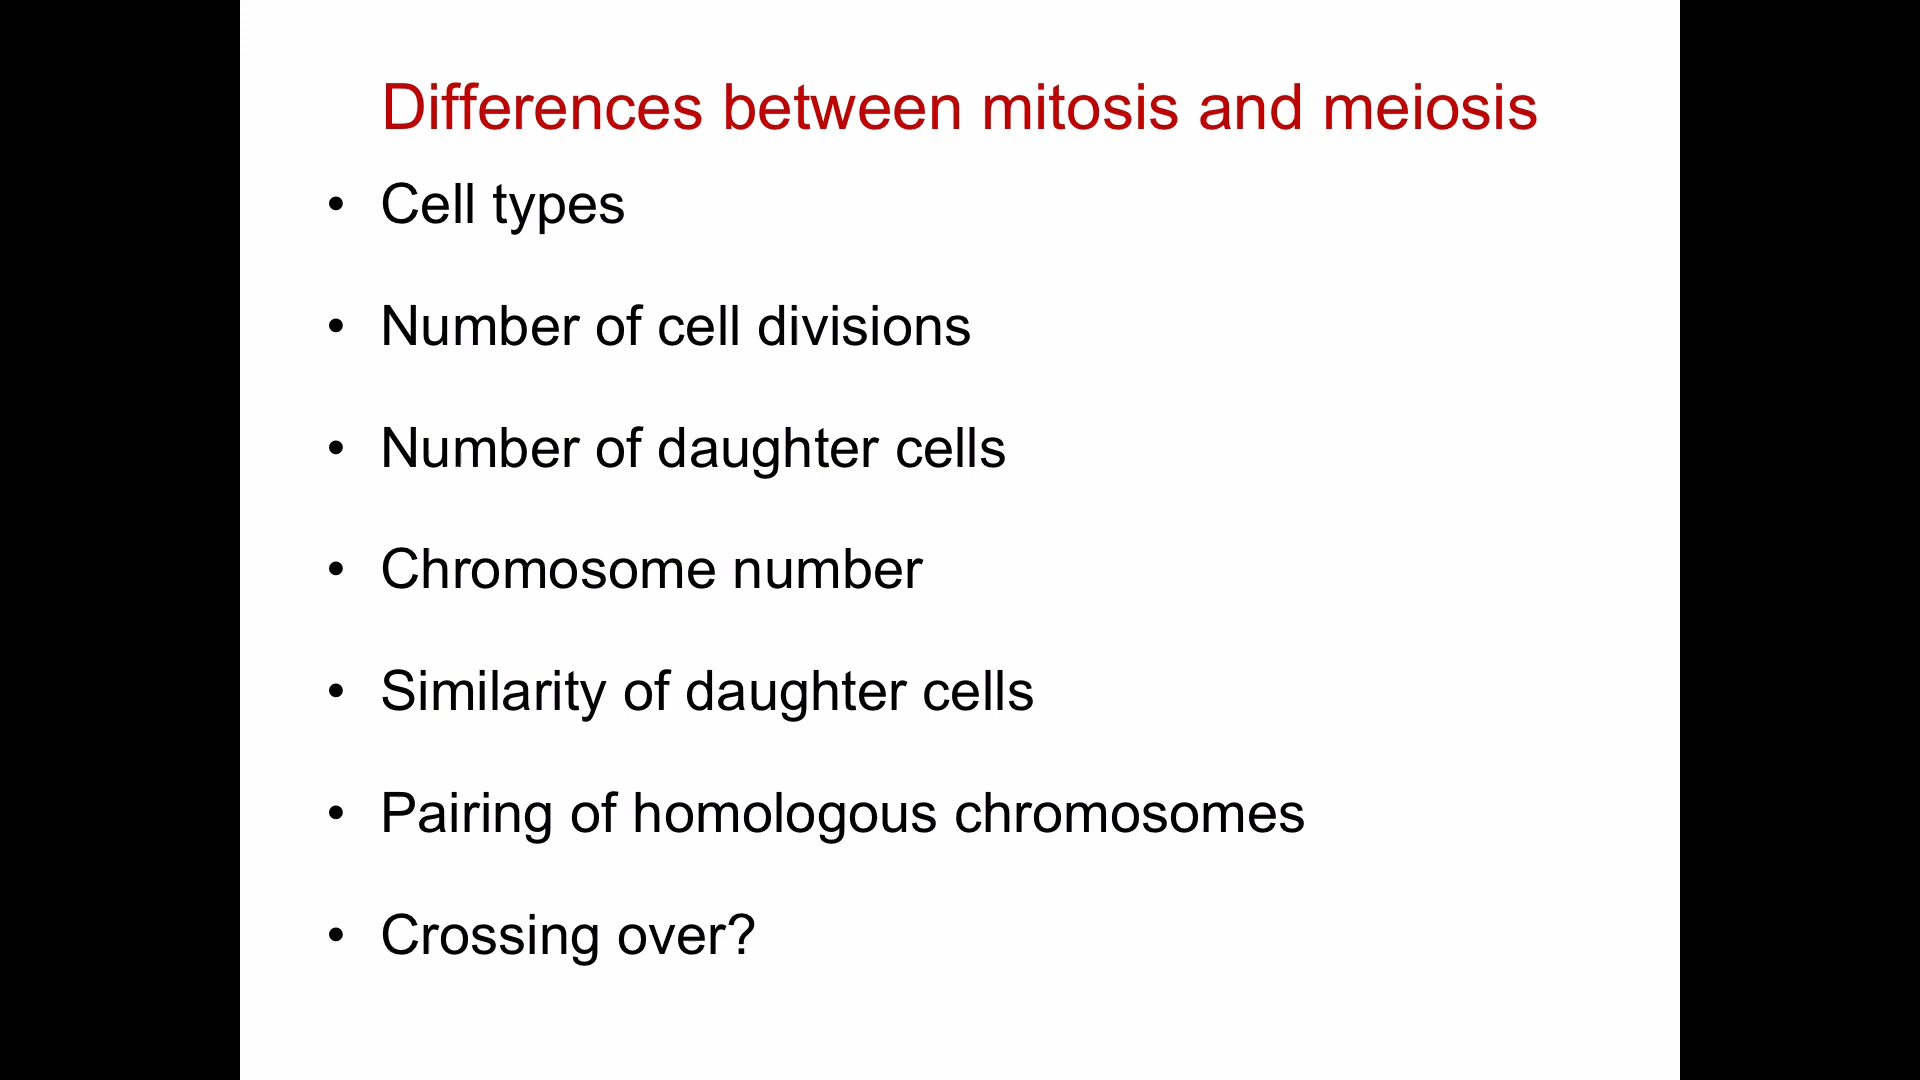 Differences between mitosis and meiosis
• Cell types
• Number of cell divisions
• Number of daughter cells
• Chromosome number
• Similarity of daughter cells
• Pairing of homologous chromosomes
• Crossing over?